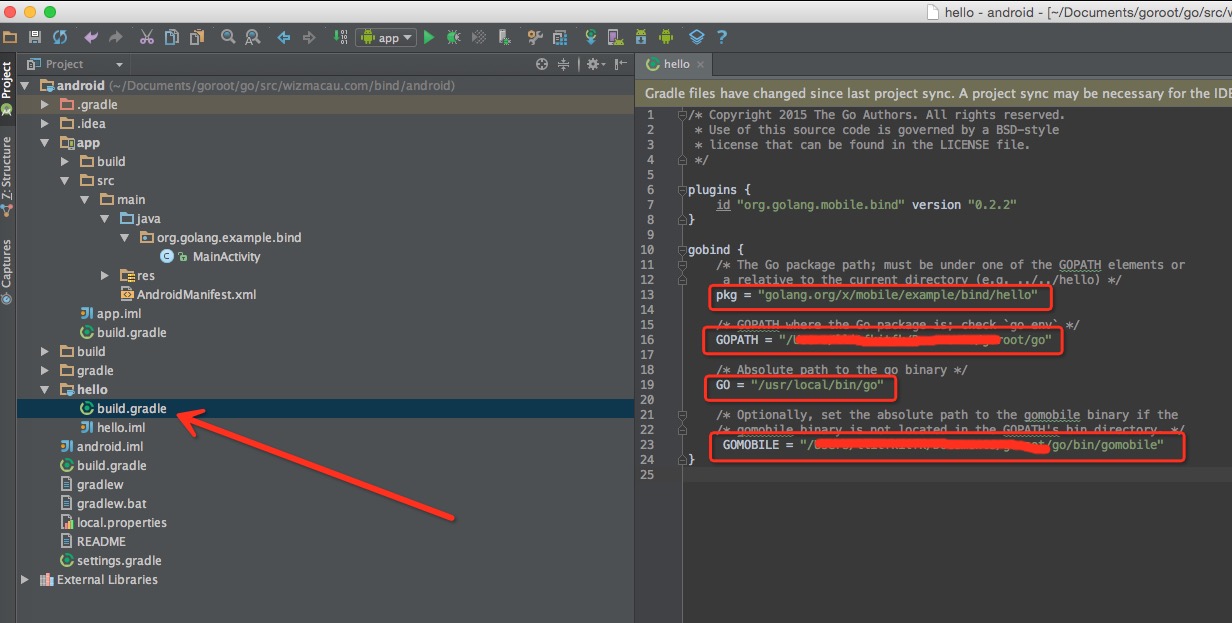 hello - android - [~/Documents/goroot/go/src/w
app
Project
Z: Structure
Captures
Project
android (~/Documents/goroot/go/src/wizmacau.com/bind/android)
.gradle
.idea
app
build
src
main
java
org.golang.example.bind
MainActivity
res
AndroidManifest.xml
app.iml
build.gradle
build
gradle
hello
build.gradle
hello.iml
android.iml
build.gradle
gradlew
gradlew.bat
local.properties
README
settings.gradle
External Libraries
hello
Gradle files have changed since last project sync. A project sync may be necessary for the IDE
1 /* Copyright 2015 The Go Authors. All rights reserved.
2 * Use of this source code is governed by a BSD-style
3 * license that can be found in the LICENSE file.
4 */
5
6 plugins {
7 id "org.golang.mobile.bind" version "0.2.2"
8 }
9
10 gobind {
11 /* The Go package path; must be under one of the GOPATH elements or
12 a relative to the current directory (e.g. ../../hello) */
13 pkg = "golang.org/x/mobile/example/bind/hello"
14
15 /* GOPATH where the Go package is; check `go env` */
16 GOPATH = "/ root/go"
17
18 /* Absolute path to the go binary */
19 GO = "/usr/local/bin/go"
20
21 /* Optionally, set the absolute path to the gomobile binary if the
22 /* gomobile binary is not located in the GOPATH's bin directory. */
23 GOMOBILE = "/ /go/bin/gomobile"
24 }
25